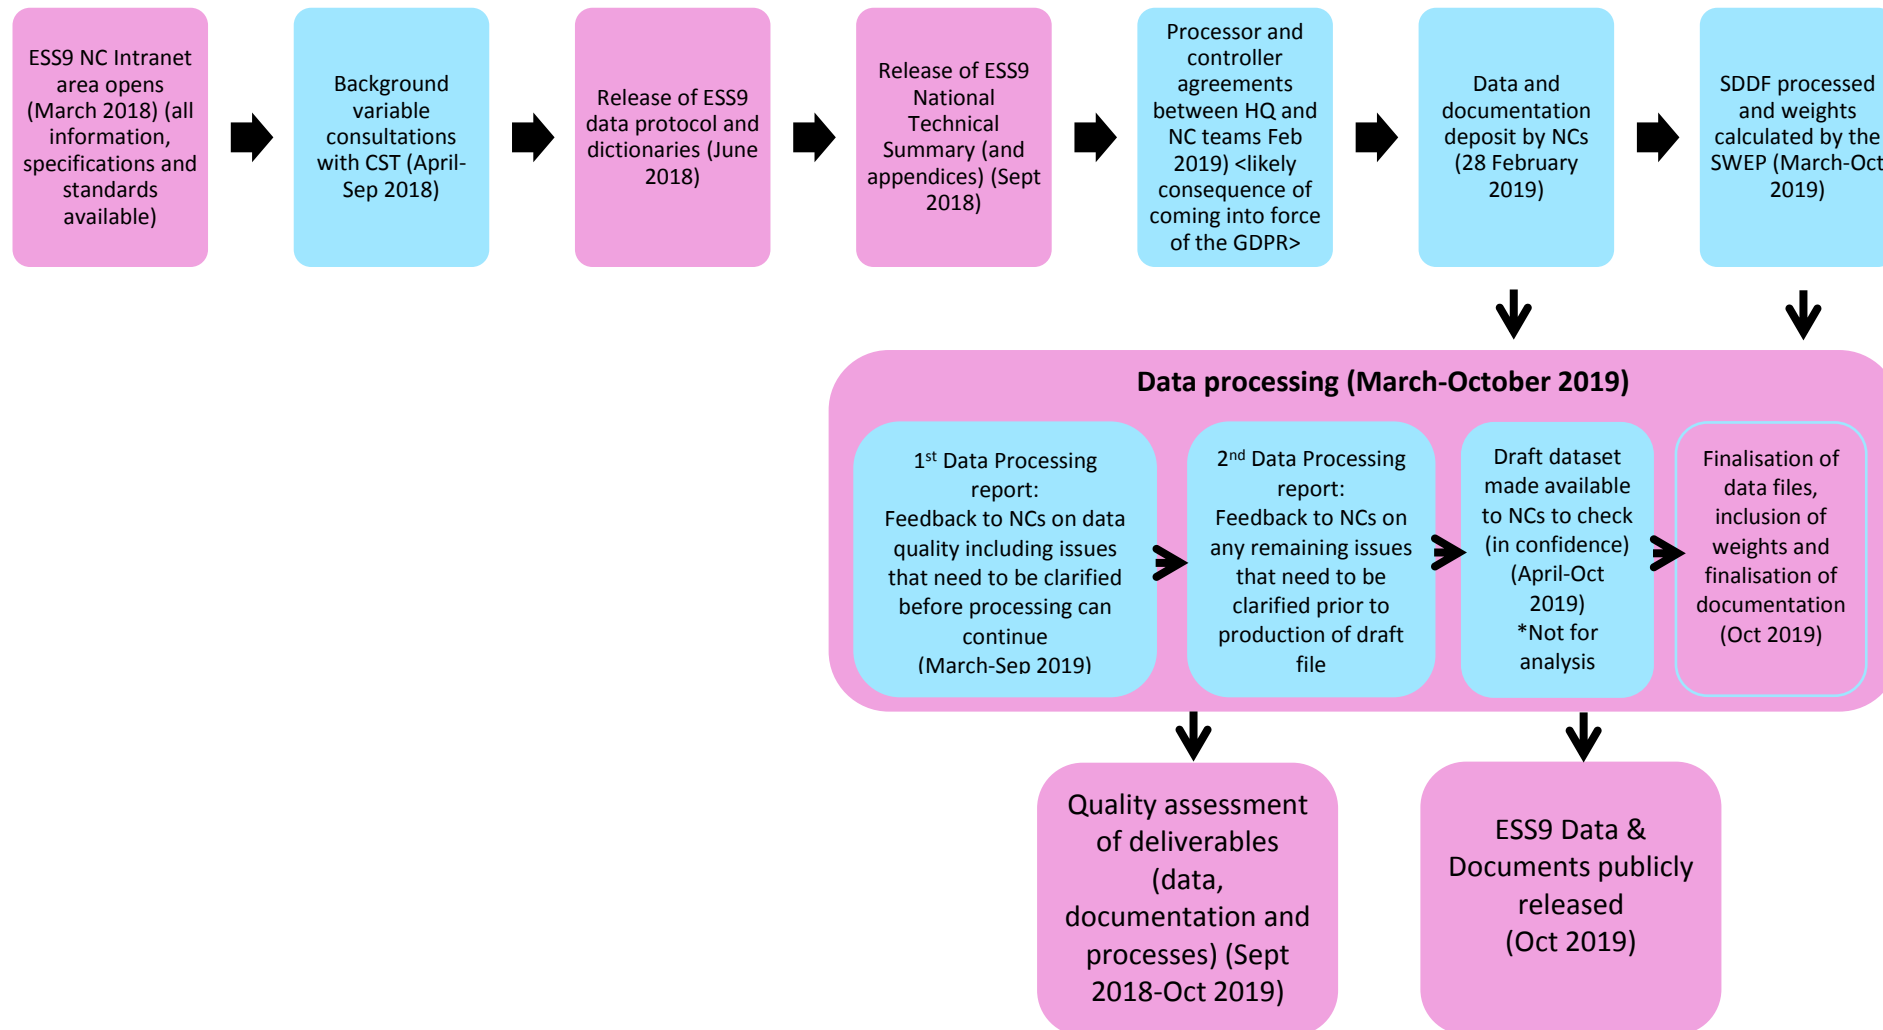 ESS9 NC Intranet
area opens
(March 2018) (all
information,
specifications and
standards
available)
Background
variable
consultations
with CST (April-
Sep 2018)
Release of ESS9
data protocol and
dictionaries (June
2018)
Release of ESS9
National
Technical
Summary (and
appendices) (Sept
2018)
Processor and
controller
agreements
between HQ and
NC teams Feb
2019) <likely
consequence of
coming into force
of the GDPR>
Data and
documentation
deposit by NCs
(28 February
2019)
SDDF processed
and weights
calculated by the
SWEP (March-Oct
2019)
Data processing (March-October 2019)
1st Data Processing
report:
Feedback to NCs on data
quality including issues
that need to be clarified
before processing can
continue
(March-Sep 2019)
2nd Data Processing
report:
Feedback to NCs on
any remaining issues
that need to be
clarified prior to
production of draft
file
Draft dataset
made available
to NCs to check
(in confidence)
(April-Oct
2019)
*Not for
analysis
Finalisation of
data files,
inclusion of
weights and
finalisation of
documentation
(Oct 2019)
Quality assessment
of deliverables
(data,
documentation and
processes) (Sept
2018-Oct 2019)
ESS9 Data &
Documents publicly
released
(Oct 2019)